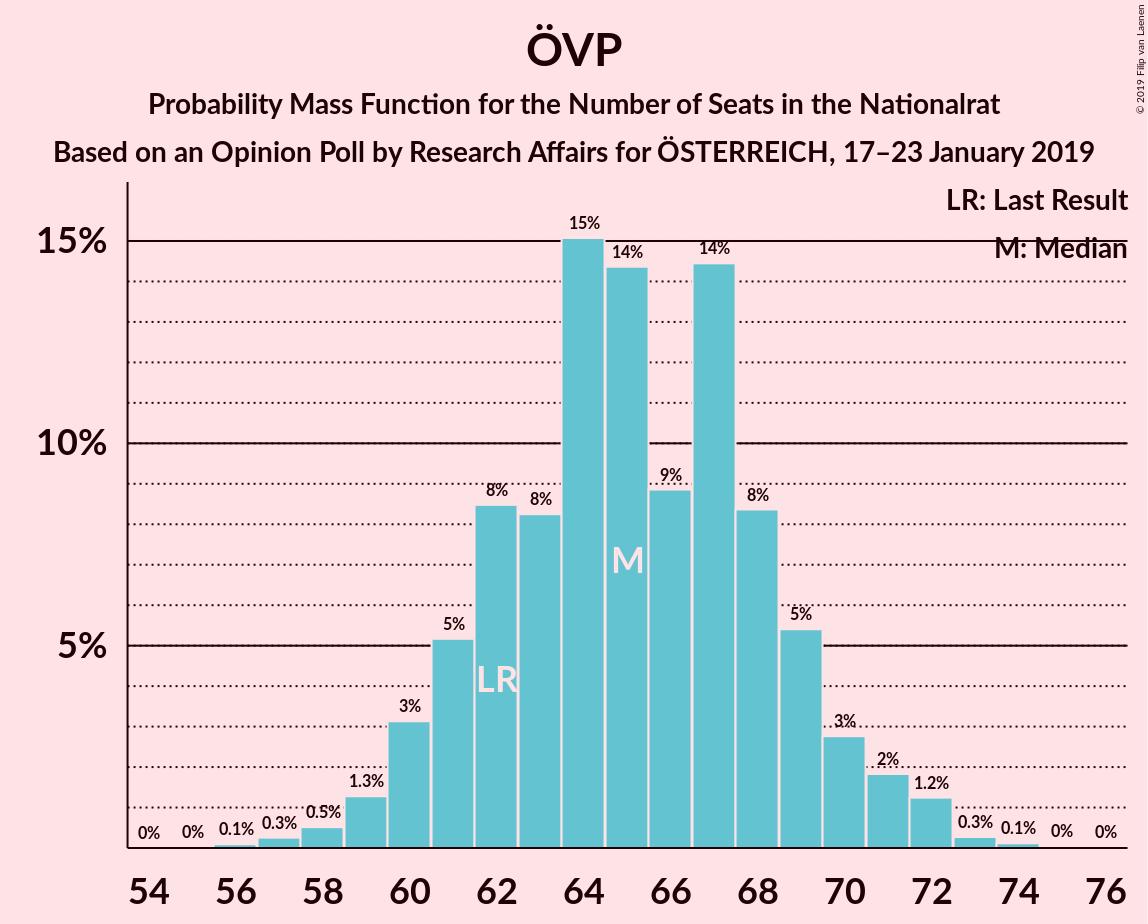 ÖVP
Probability Mass Function for the Number of Seats in the Nationalrat
Based on an Opinion Poll by Research Affairs for ÖSTERREICH, 17–23 January 2019
© 2019 Filip van Laenen
LR: Last Result
M: Median
15%
10%
5%
0%
0%
0.1%
0.3%
0.5%
1.3%
3%
5%
8%
8%
15%
14%
9%
14%
8%
5%
3%
2%
1.2%
0.3%
0.1%
0%
0%
LR
M
54 56 58 60 62 64 66 68 70 72 74 76